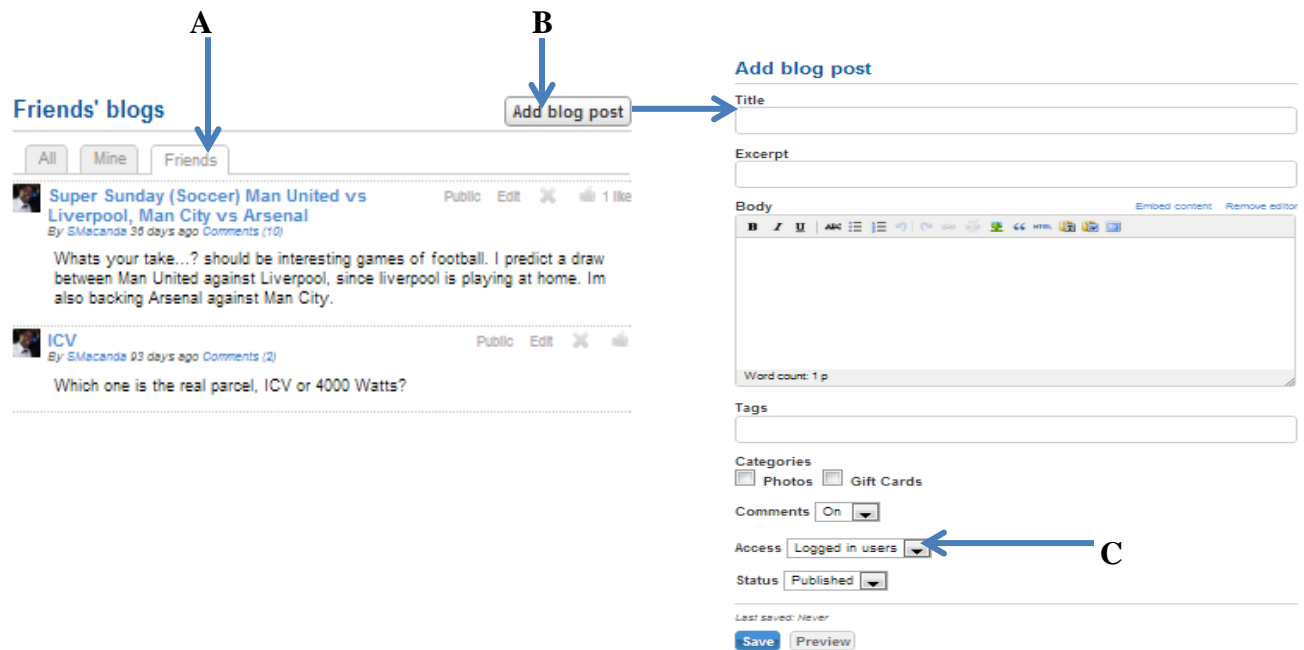 A
B
Friends' blogs
Add blog post
All Mine Friends
Super Sunday (Soccer) Man United vs
Public Edit 1 like
Liverpool, Man City vs Arsenal
By SMacanda 36 days ago Comments (10)
Whats your take...? should be interesting games of football. I predict a draw
between Man United against Liverpool, since liverpool is playing at home. Im
also backing Arsenal against Man City.
ICV
Public Edit
By SMacanda 93 days ago Comments (2)
Which one is the real parcel, ICV or 4000 Watts?
Add blog post
Title
Excerpt
Body
Embed content Remove editor
B I U ABC HTML
Word count: 1 p
Tags
Categories
Photos Gift Cards
Comments On
Access Logged in users
C
Status Published
Last saved: Never
Save Preview